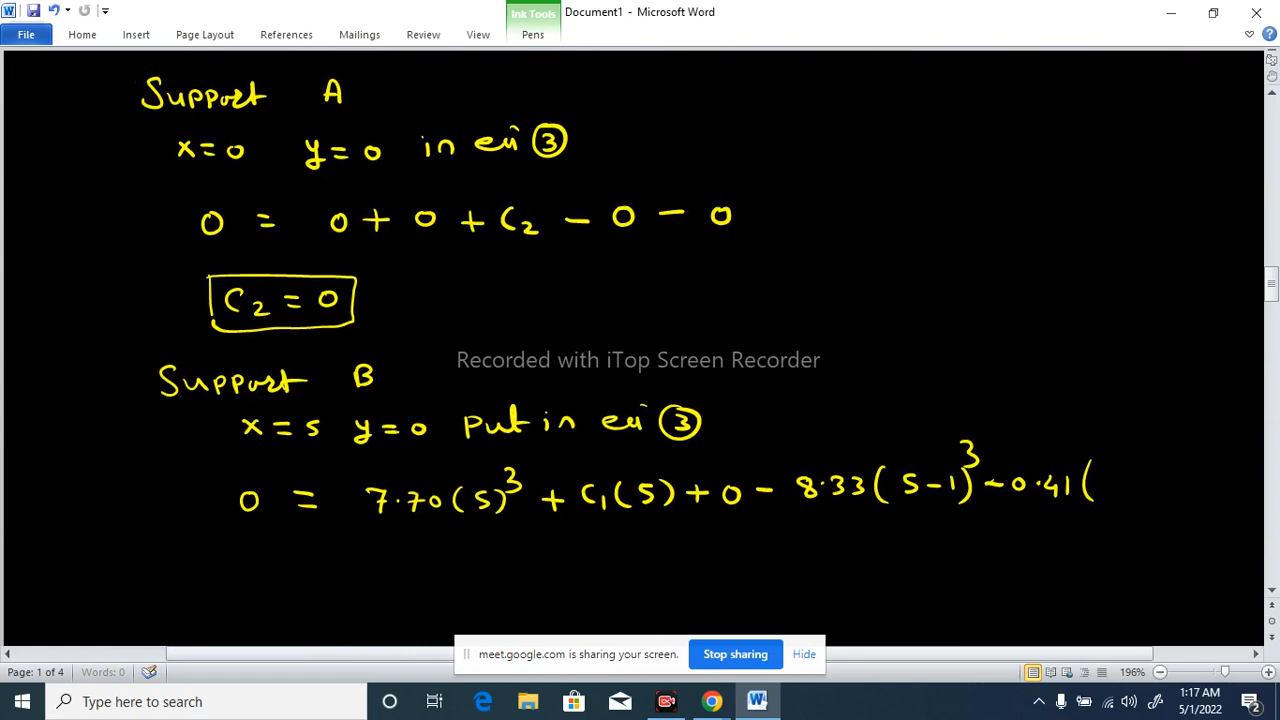 Document1 - Microsoft Word
Ink Tools
File Home Insert Page Layout References Mailings Review View Pens
Support A
x=0 y=0 in eqn ③
0 = 0 + 0 + C₂ - 0 - 0
C₂ = 0
Recorded with iTop Screen Recorder
Support B
x = 5 y=0 put in eqn ③
0 = 7.70(5)³ + C₁(5) + 0 - 8.33(5-1)³ - 0.41(
meet.google.com is sharing your screen. Stop sharing Hide
Page: 1 of 4 Words: 0 196%
Type here to search
1:17 AM
5/1/2022
2